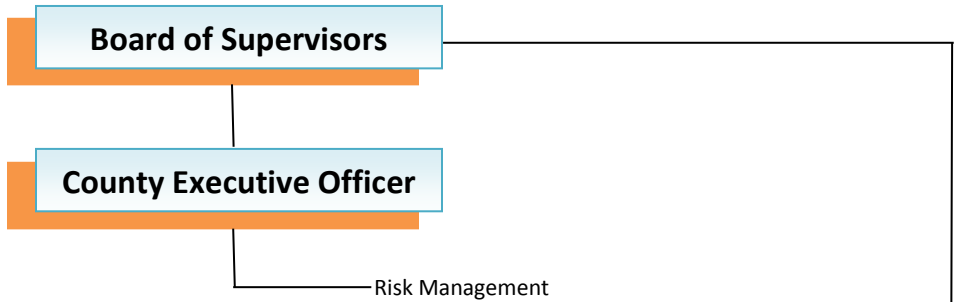 Board of Supervisors
County Executive Officer
Risk Management